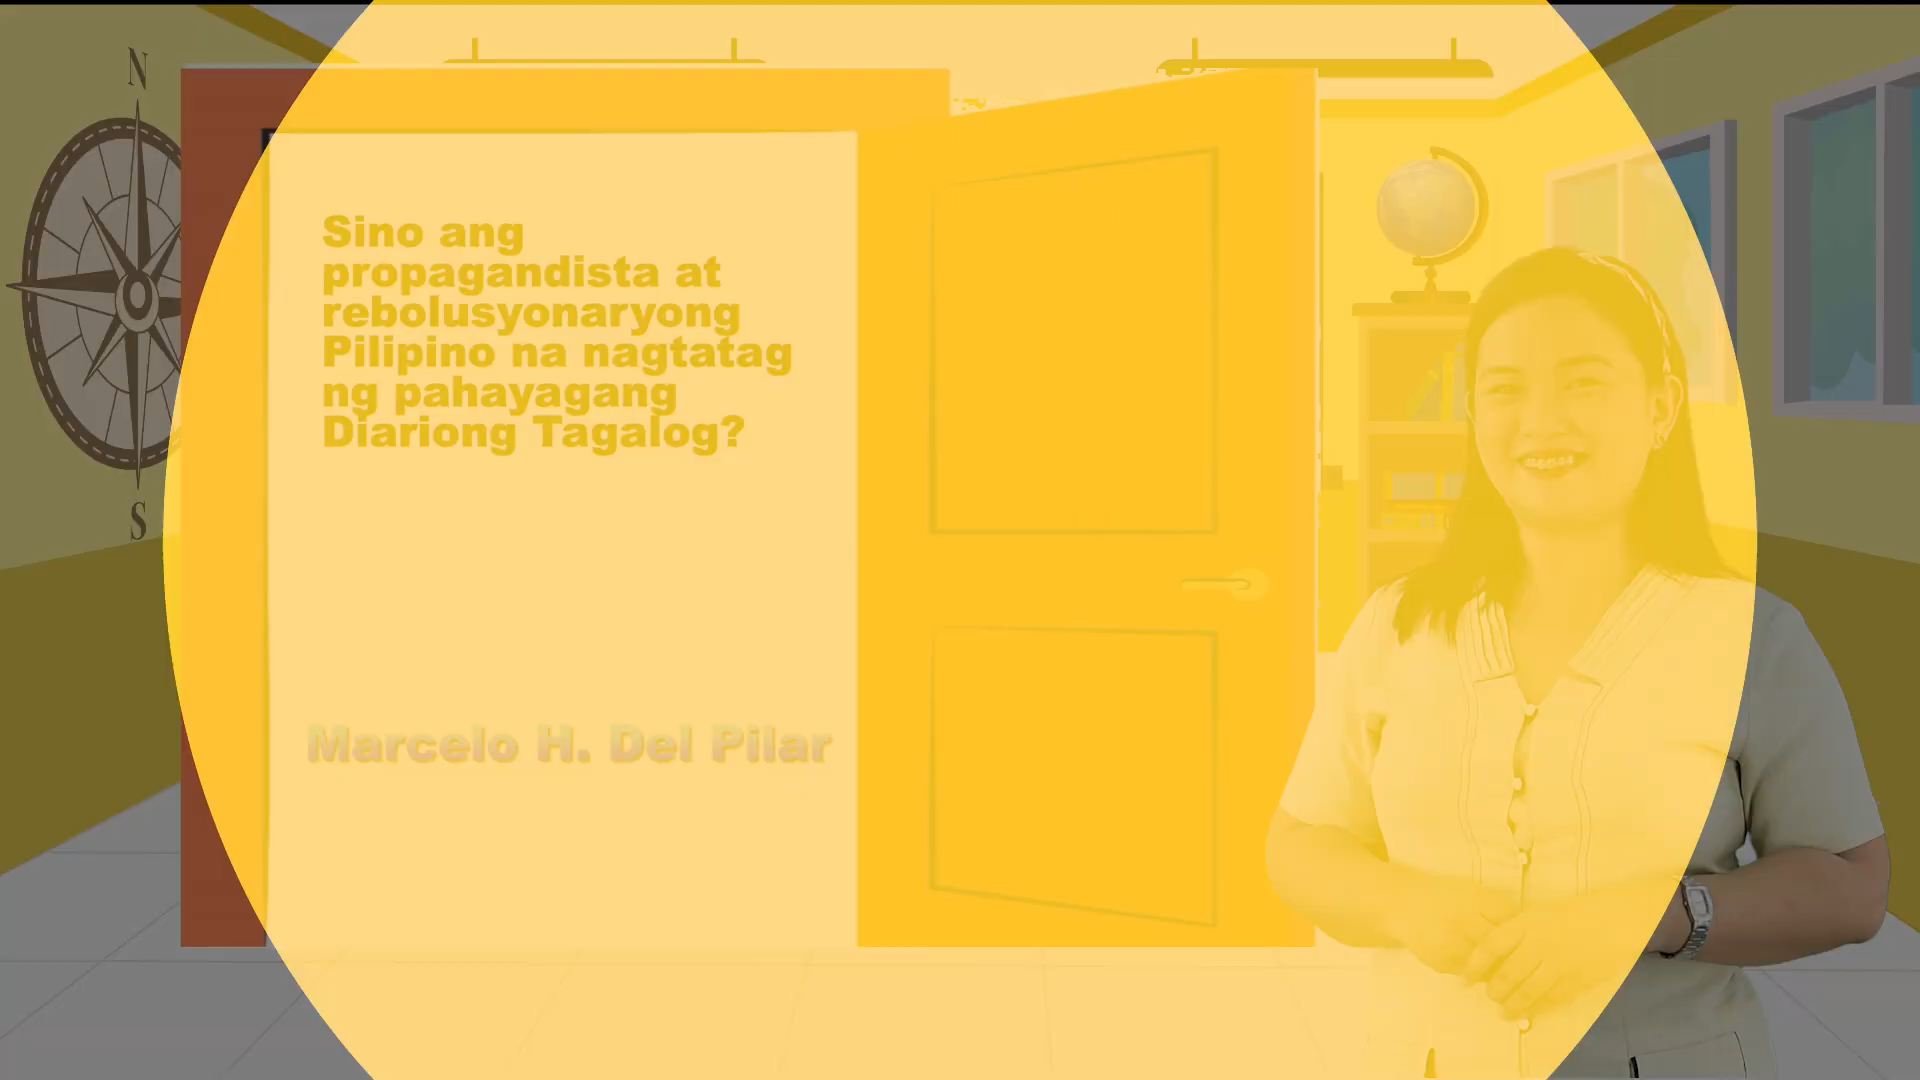 N
Sino ang
propagandista at
rebolusyonaryong
Pilipino na nagtatag
ng pahayagang
Diariong Tagalog?
S
Marcelo H. Del Pilar